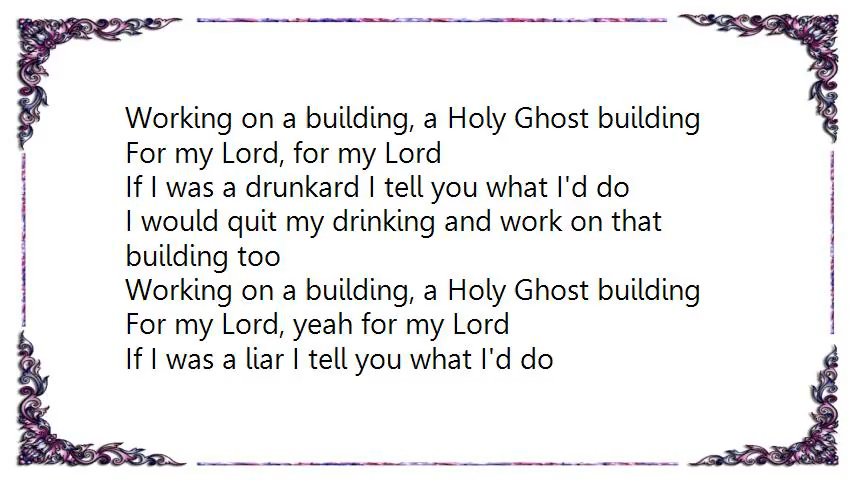 Working on a building, a Holy Ghost building
For my Lord, for my Lord
If I was a drunkard I tell you what I'd do
I would quit my drinking and work on that
building too
Working on a building, a Holy Ghost building
For my Lord, yeah for my Lord
If I was a liar I tell you what I'd do